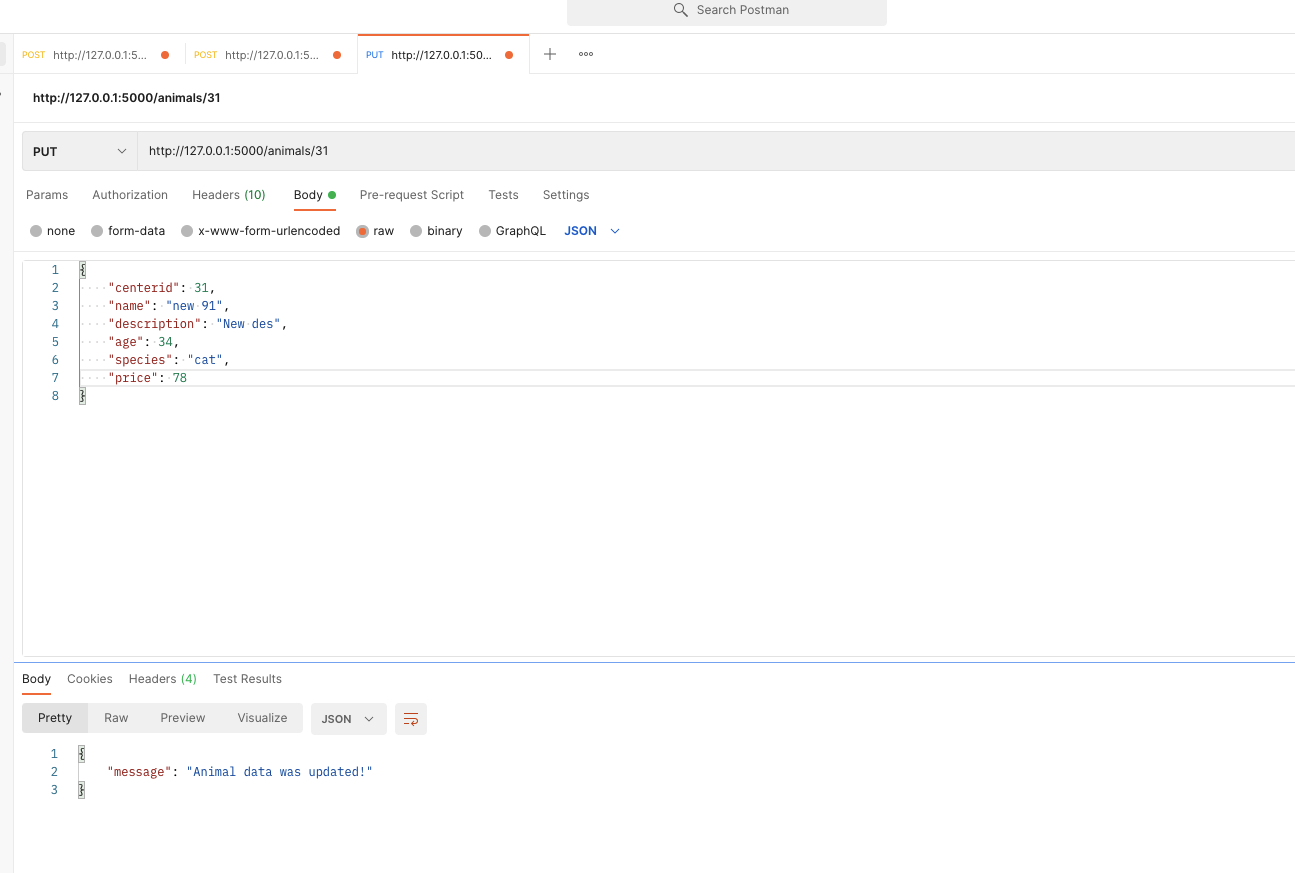 Search Postman
POST http://127.0.0.1:5... POST http://127.0.0.1:5... PUT http://127.0.0.1:50...
http://127.0.0.1:5000/animals/31
PUT http://127.0.0.1:5000/animals/31
Params Authorization Headers (10) Body Pre-request Script Tests Settings
none form-data x-www-form-urlencoded raw binary GraphQL JSON
1 {
2 "centerid": 31,
3 "name": "new 91",
4 "description": "New des",
5 "age": 34,
6 "species": "cat",
7 "price": 78
8 }
Body Cookies Headers (4) Test Results
Pretty Raw Preview Visualize JSON
1 {
2 "message": "Animal data was updated!"
3 }